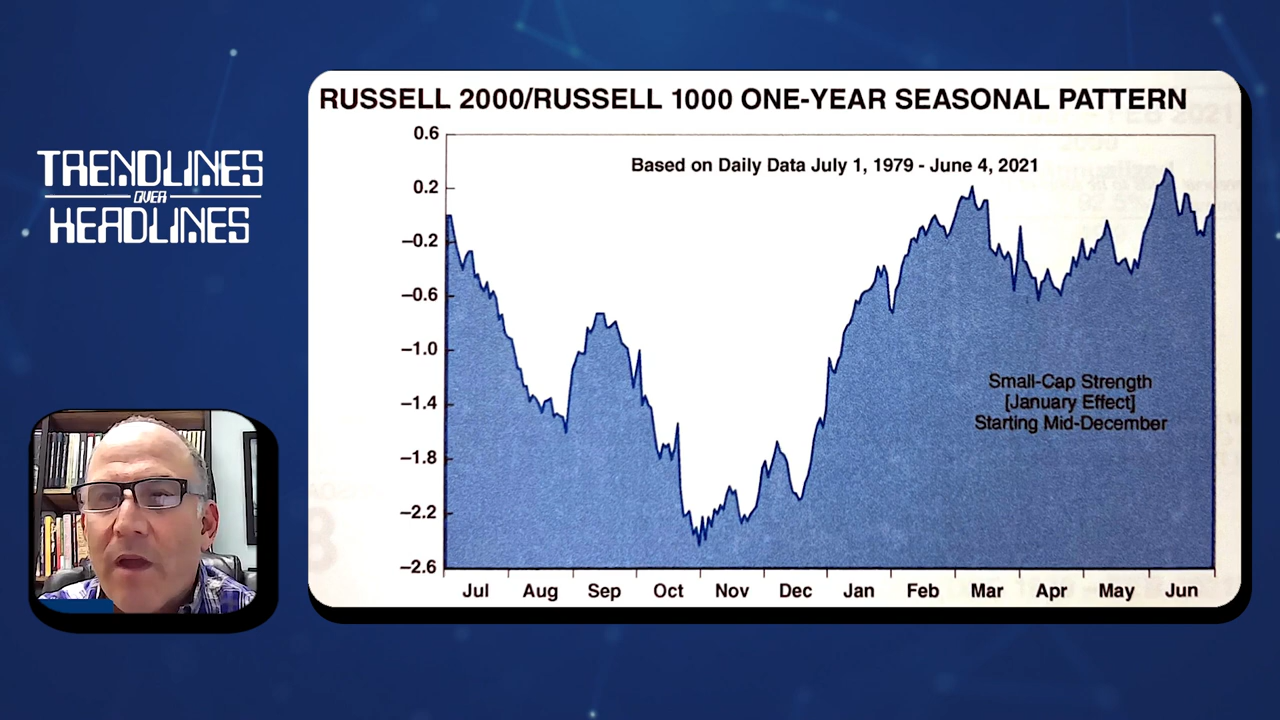 TRENDLINES
OVER
HEADLINES
RUSSELL 2000/RUSSELL 1000 ONE-YEAR SEASONAL PATTERN
Based on Daily Data July 1, 1979 - June 4, 2021
0.6
0.2
–0.2
–0.6
–1.0
–1.4
–1.8
–2.2
–2.6
Small-Cap Strength
[January Effect]
Starting Mid-December
Jul Aug Sep Oct Nov Dec Jan Feb Mar Apr May Jun